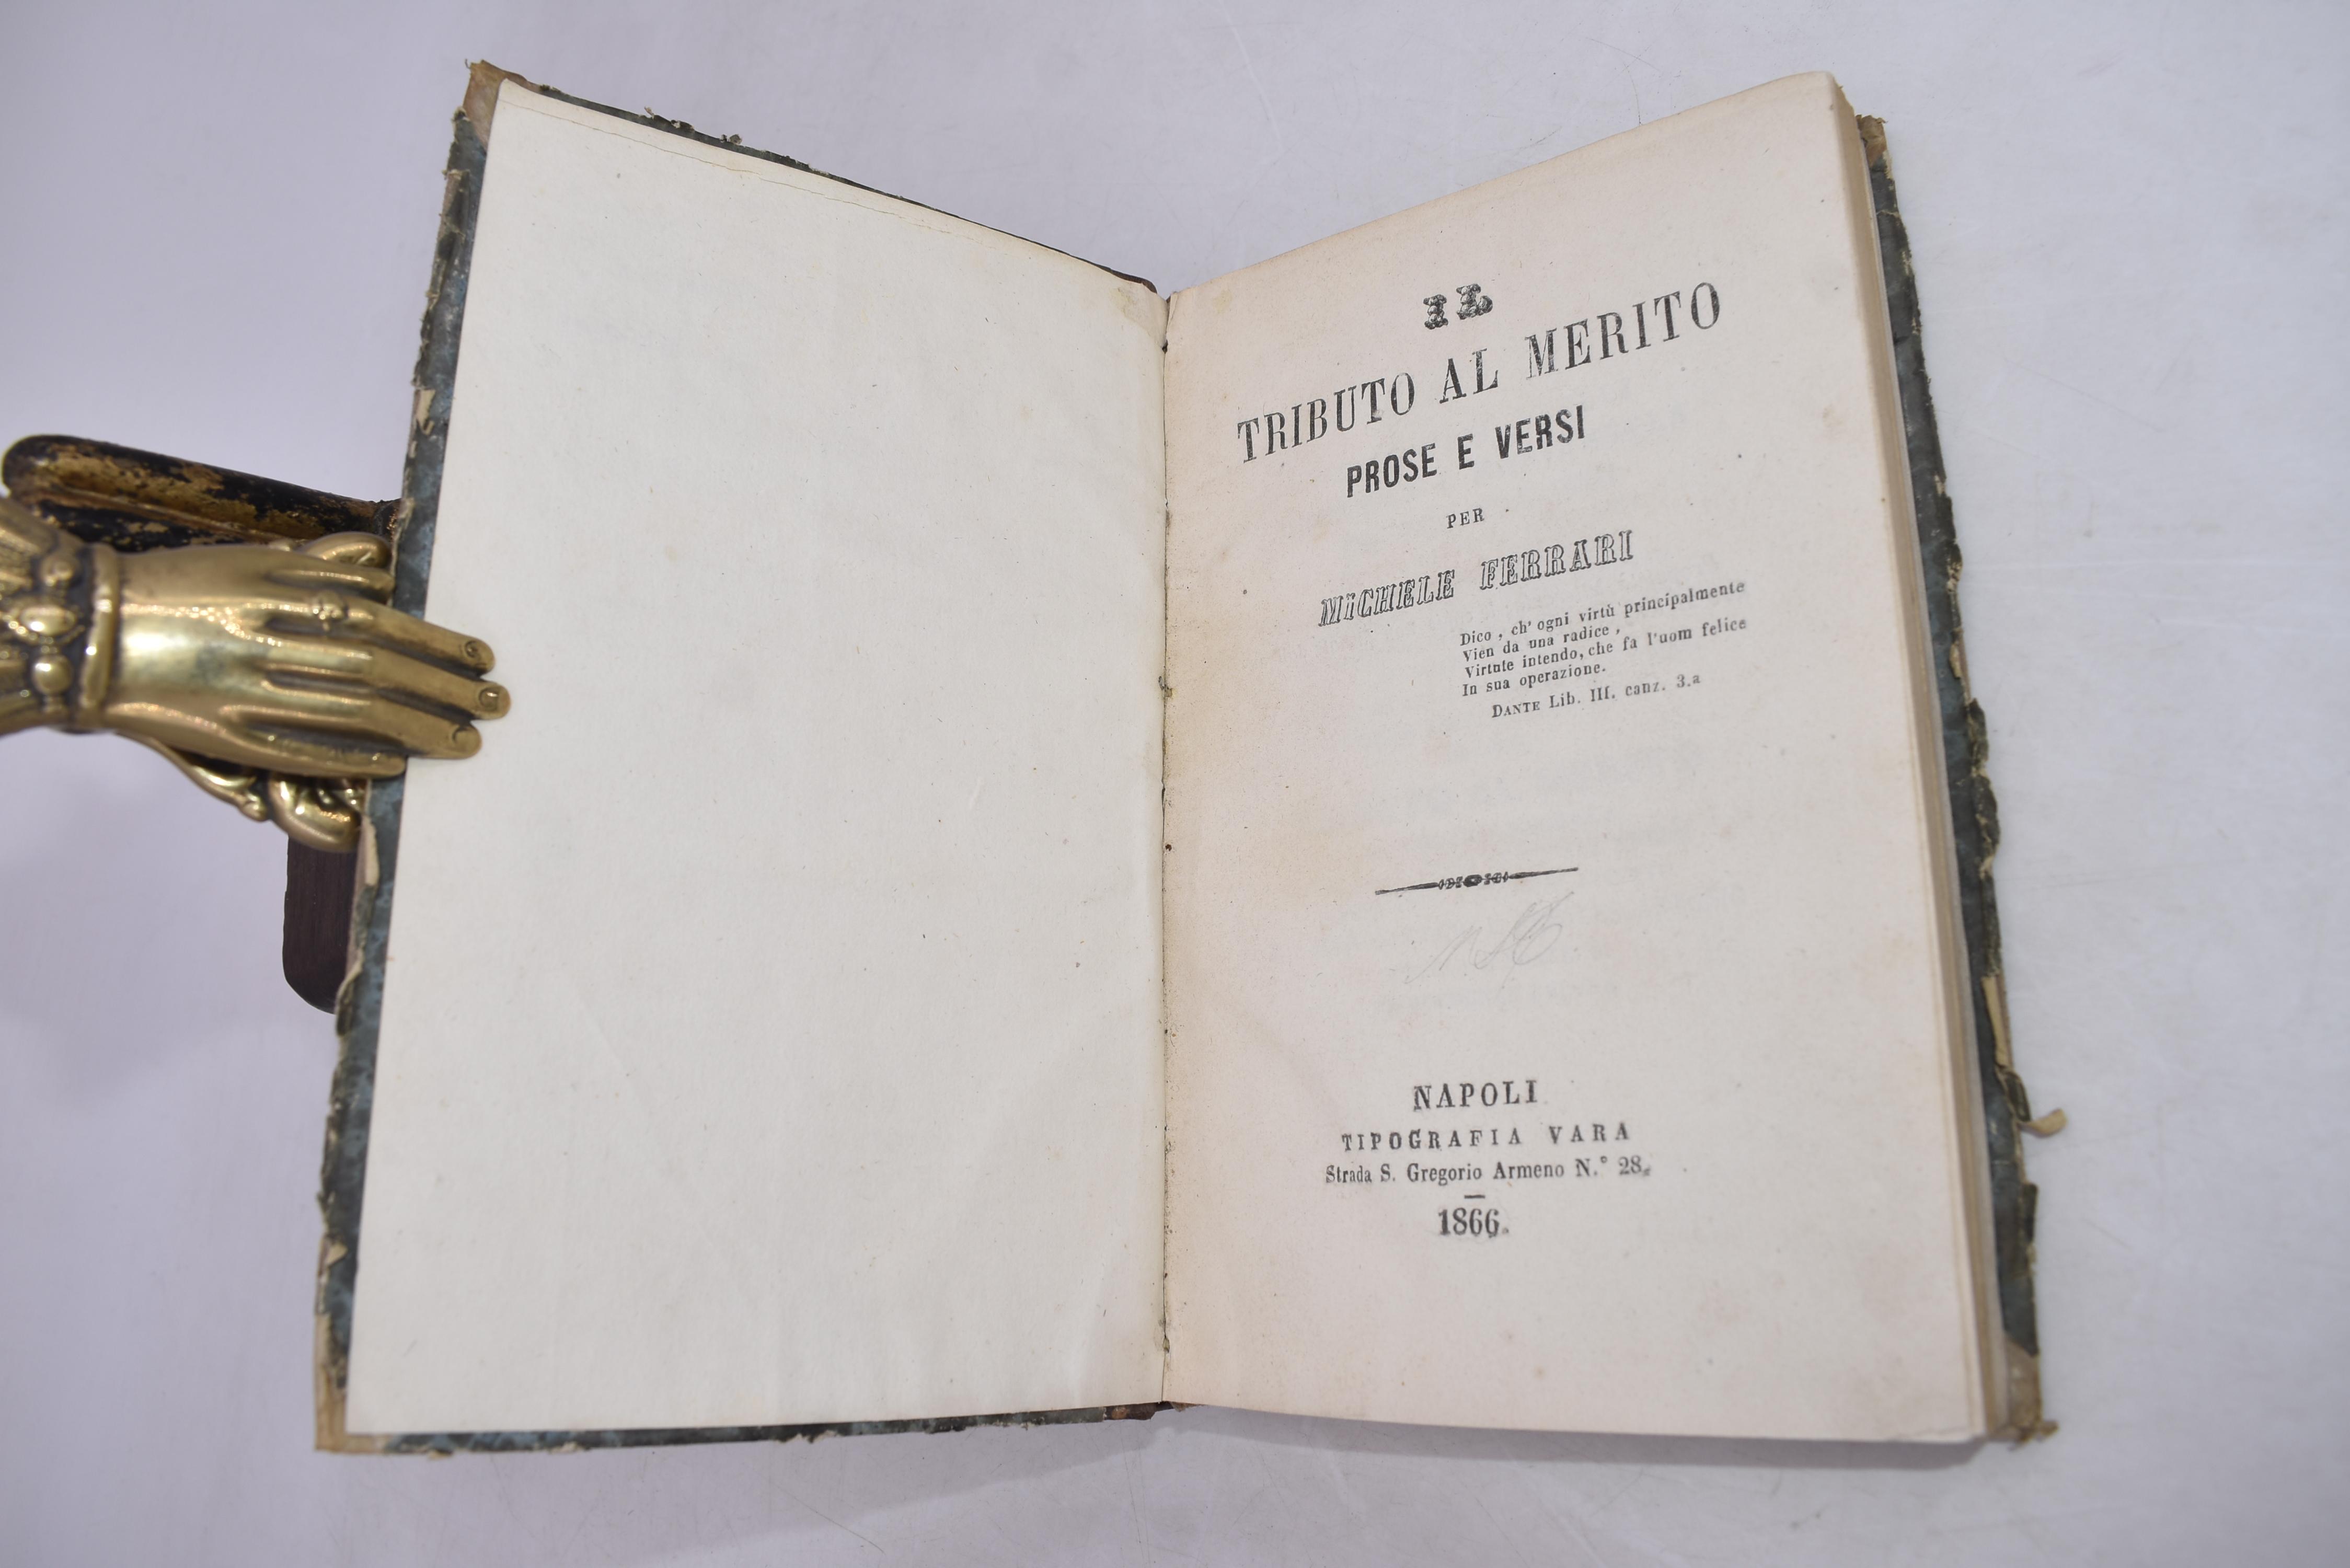 IL
TRIBUTO AL MERITO
PROSE E VERSI
PER
MICHELE FERRARI
Dico, ch' ogni virtù principalmente
Vien da una radice,
Virtute intendo, che fa l'uom felice
In sua operazione.
DANTE Lib. III. canz. 3.a
NAPOLI
TIPOGRAFIA VARA
Strada S. Gregorio Armeno N.° 28.
1866.